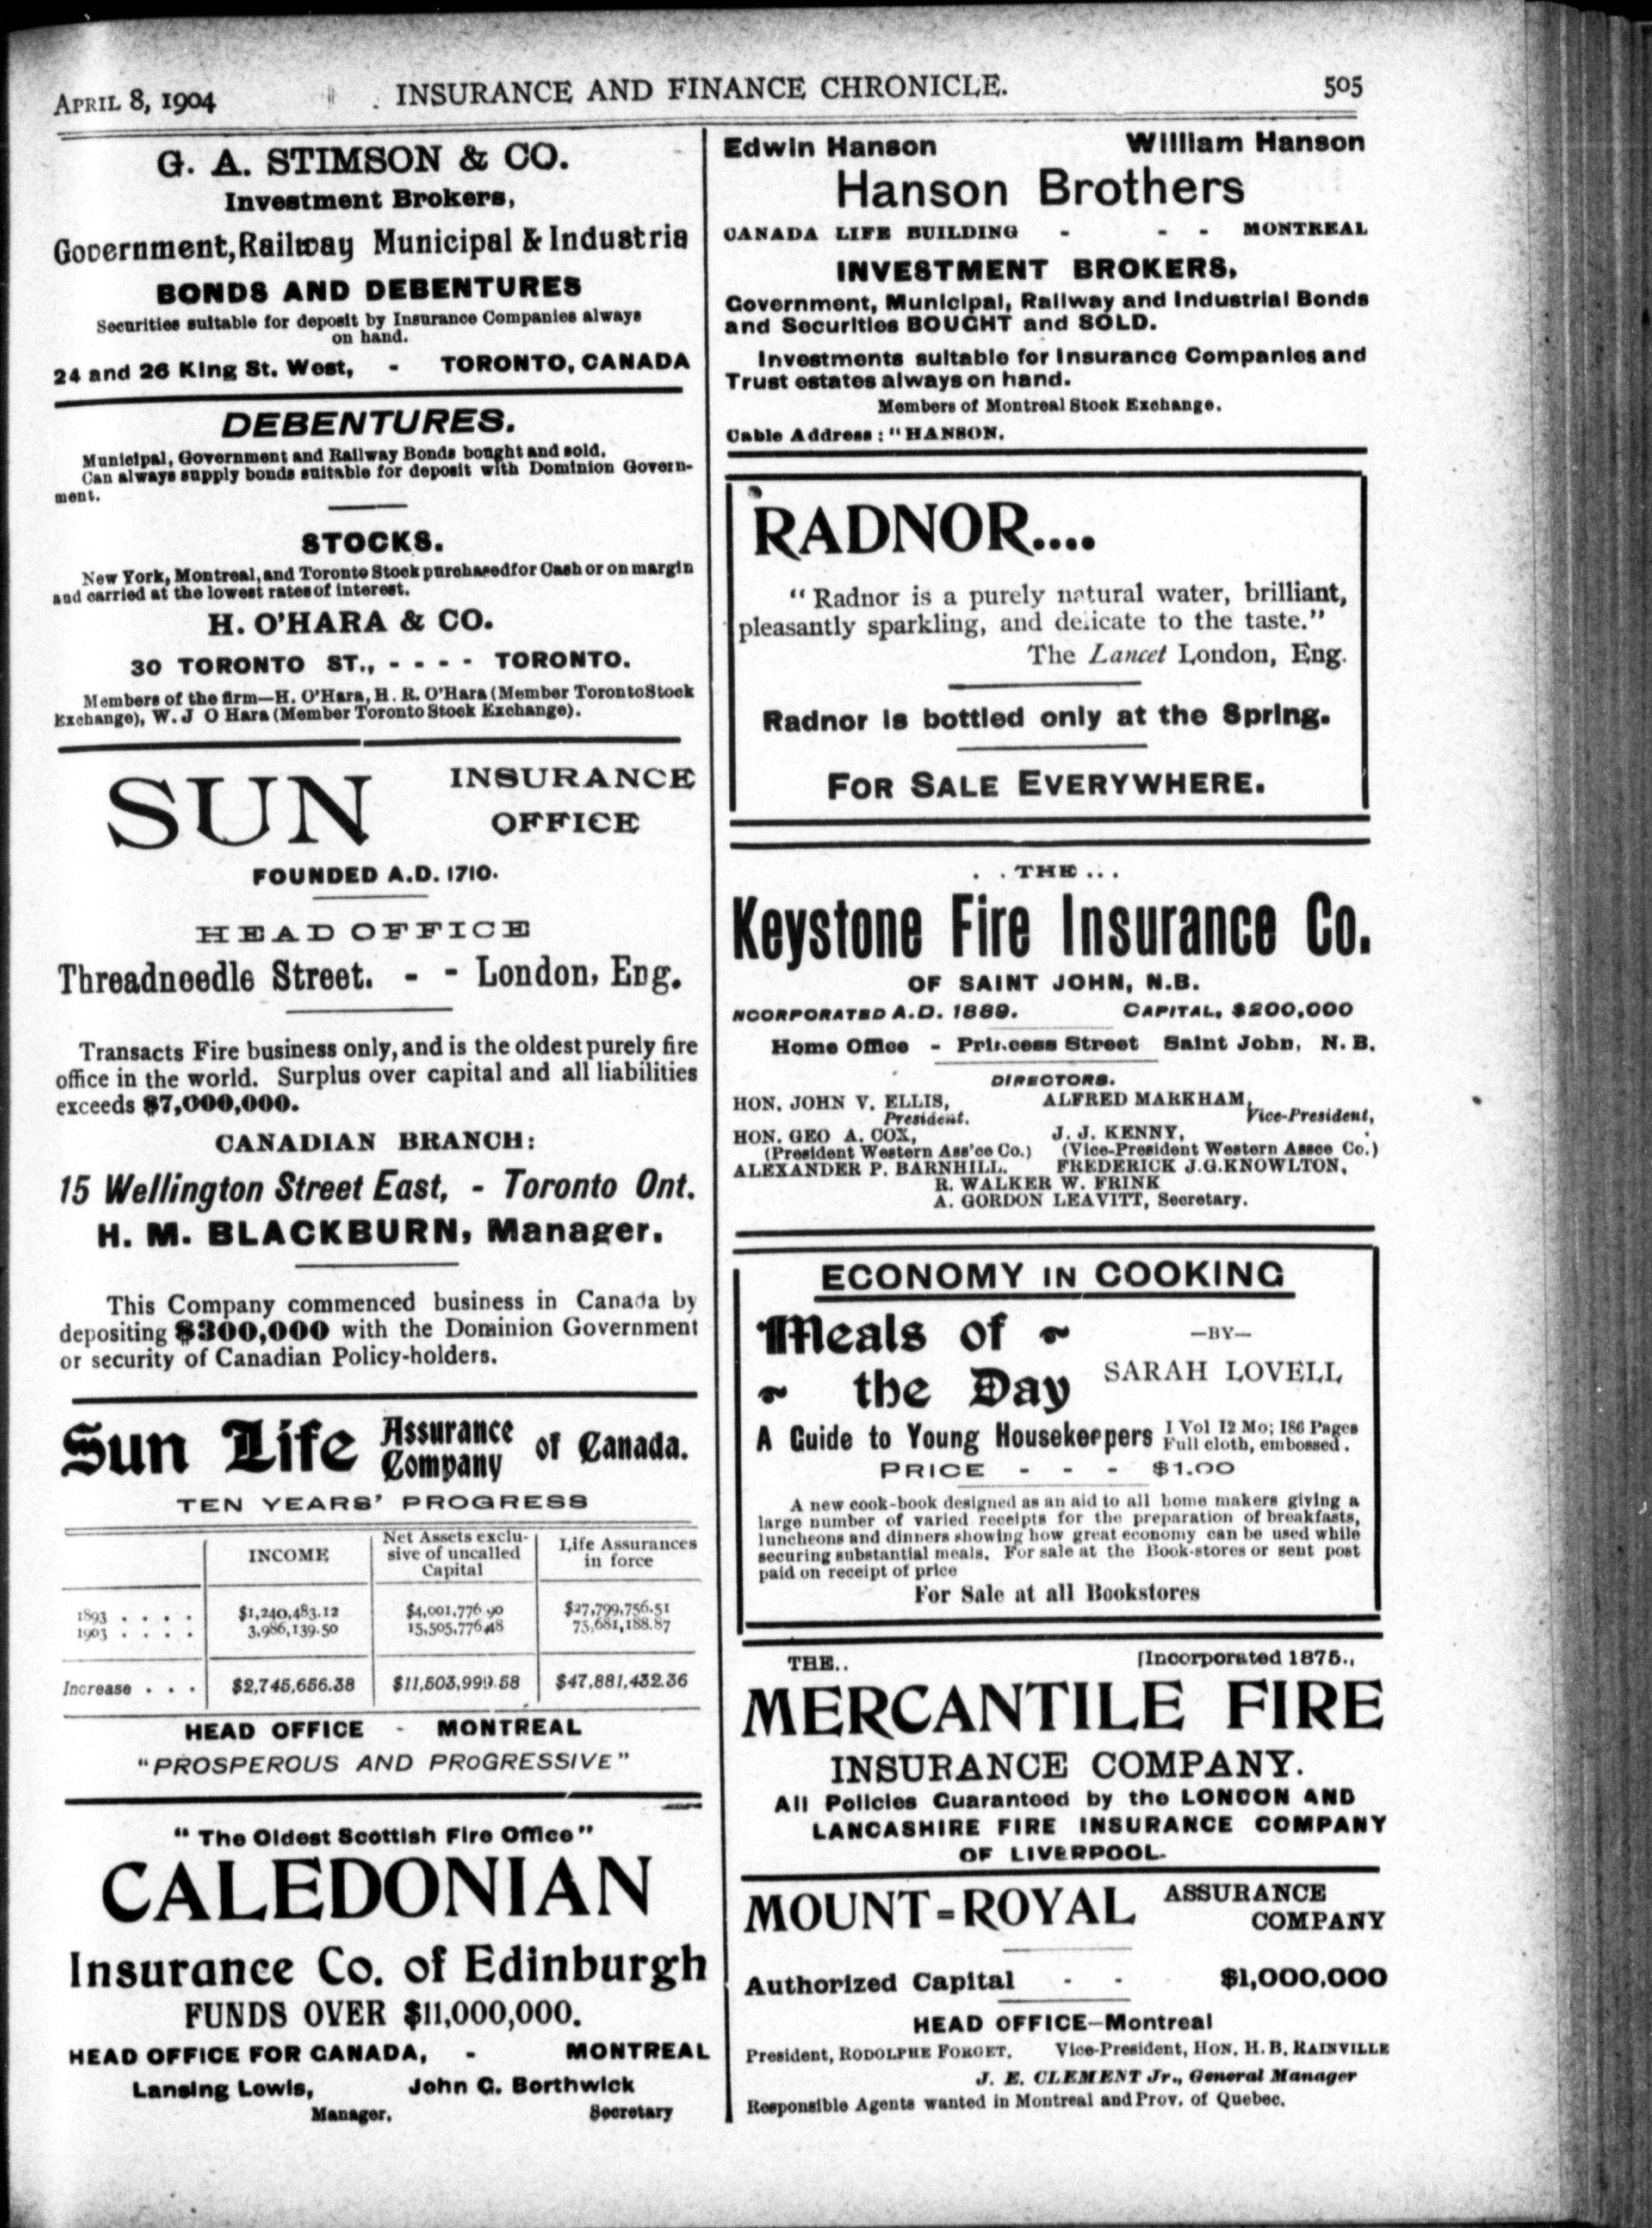 APRIL 8, 1904 INSURANCE AND FINANCE CHRONICLE. 505
G. A. STIMSON & CO.
Investment Brokers,
Government, Railway Municipal & Industria
BONDS AND DEBENTURES
Securities suitable for deposit by Insurance Companies always
on hand.
24 and 26 King St. West, - TORONTO, CANADA
DEBENTURES.
Municipal, Government and Railway Bonds bought and sold.
Can always supply bonds suitable for deposit with Dominion Govern-
ment.
STOCKS.
New York, Montreal, and Toronto Stock purchased for Cash or on margin
and carried at the lowest rates of interest.
H. O'HARA & CO.
30 TORONTO ST., - - - - TORONTO.
Members of the firm—H. O'Hara, H. R. O'Hara (Member Toronto Stock
Exchange), W. J O Hara (Member Toronto Stock Exchange).
SUN INSURANCE
OFFICE
FOUNDED A.D. 1710.
HEAD OFFICE
Threadneedle Street. - - London, Eng.
Transacts Fire business only, and is the oldest purely fire
office in the world. Surplus over capital and all liabilities
exceeds $7,000,000.
CANADIAN BRANCH:
15 Wellington Street East, - Toronto Ont.
H. M. BLACKBURN, Manager.
This Company commenced business in Canada by
depositing $300,000 with the Dominion Government
or security of Canadian Policy-holders.
Sun Life Assurance Company of Canada.
TEN YEARS' PROGRESS
INCOME | Net Assets exclu-sive of uncalled Capital | Life Assurances in force
1893 . . . . $1,240,483.12 $4,001,776.90 $27,799,756.51
1903 . . . . 3,986,139.50 15,505,776.48 75,681,188.87
Increase . . . $2,745,656.38 $11,503,999.58 $47,881,432.36
HEAD OFFICE - MONTREAL
"PROSPEROUS AND PROGRESSIVE"
"The Oldest Scottish Fire Office"
CALEDONIAN
Insurance Co. of Edinburgh
FUNDS OVER $11,000,000.
HEAD OFFICE FOR CANADA, - MONTREAL
Lansing Lewis, John G. Borthwick
Manager. Secretary
Edwin Hanson William Hanson
Hanson Brothers
CANADA LIFE BUILDING - - - MONTREAL
INVESTMENT BROKERS,
Government, Municipal, Railway and Industrial Bonds
and Securities BOUGHT and SOLD.
Investments suitable for Insurance Companies and
Trust estates always on hand.
Members of Montreal Stock Exchange.
Cable Address: "HANSON.
RADNOR....
"Radnor is a purely natural water, brilliant,
pleasantly sparkling, and delicate to the taste."
The Lancet London, Eng.
Radnor is bottled only at the Spring.
FOR SALE EVERYWHERE.
. . THE ...
Keystone Fire Insurance Co.
OF SAINT JOHN, N.B.
NCORPORATED A.D. 1889. CAPITAL, $200,000
Home Office - Princess Street Saint John, N. B.
DIRECTORS.
HON. JOHN V. ELLIS, ALFRED MARKHAM,
President. Vice-President,
HON. GEO A. COX, J. J. KENNY,
(President Western Ass'ce Co.) (Vice-President Western Assce Co.)
ALEXANDER P. BARNHILL. FREDERICK J.G.KNOWLTON,
R. WALKER W. FRINK
A. GORDON LEAVITT, Secretary.
ECONOMY IN COOKING
Meals of
the Day
—BY—
SARAH LOVELL
A Guide to Young Housekeepers 1 Vol 12 Mo; 186 Pages
Full cloth, embossed.
PRICE - - - $1.00
A new cook-book designed as an aid to all home makers giving a
large number of varied receipts for the preparation of breakfasts,
luncheons and dinners showing how great economy can be used while
securing substantial meals. For sale at the Book-stores or sent post
paid on receipt of price
For Sale at all Bookstores
THE.. [Incorporated 1875.,
MERCANTILE FIRE
INSURANCE COMPANY.
All Policies Guaranteed by the LONDON AND
LANCASHIRE FIRE INSURANCE COMPANY
OF LIVERPOOL.
MOUNT=ROYAL ASSURANCE
COMPANY
Authorized Capital - - $1,000,000
HEAD OFFICE—Montreal
President, RODOLPHE FORGET. Vice-President, HON. H. B. RAINVILLE
J. E. CLEMENT Jr., General Manager
Responsible Agents wanted in Montreal and Prov. of Quebec.